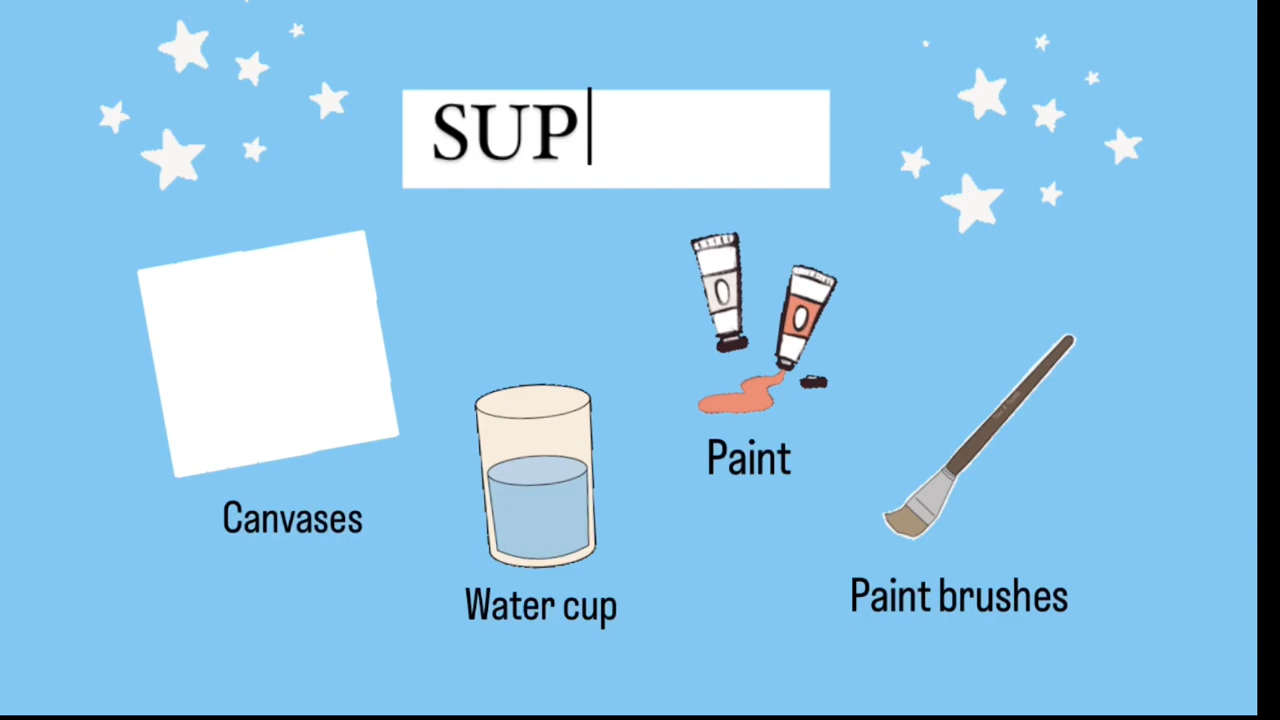 SUP
Paint
Canvases
Water cup
Paint brushes